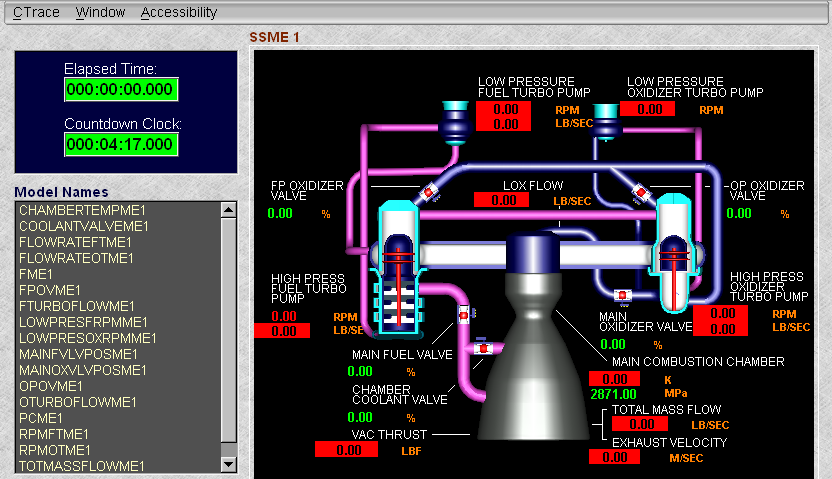 CTrace Window Accessibility
SSME 1
Elapsed Time:
000:00:00.000
Countdown Clock:
000:04:17.000
Model Names
CHAMBERTEMPME1
COOLANTVALVEME1
FLOWRATEFTME1
FLOWRATEOTME1
FME1
FPOVME1
FTURBOFLOWME1
LOWPRESFRPMME1
LOWPRESOXRPMME1
MAINFVLVPOSME1
MAINOXVLVPOSME1
OPOVME1
OTURBOFLOWME1
PCME1
RPMFTME1
RPMOTME1
TOTMASSFLOWME1
LOW PRESSURE
FUEL TURBO PUMP
0.00 RPM
0.00 LB/SEC
LOW PRESSURE
OXIDIZER TURBO PUMP
0.00 RPM
FP OXIDIZER
VALVE
0.00 %
LOX FLOW
0.00 LB/SEC
OP OXIDIZER
VALVE
0.00 %
HIGH PRESS
FUEL TURBO
PUMP
0.00 RPM
0.00 LB/SE
HIGH PRESS
OXIDIZER
TURBO PUMP
0.00 RPM
0.00 LB/SEC
MAIN
OXIDIZER VALVE
0.00 %
MAIN FUEL VALVE
0.00 %
CHAMBER
COOLANT VALVE
0.00 %
VAC THRUST
0.00 LBF
MAIN COMBUSTION CHAMBER
0.00 K
2871.00 MPa
TOTAL MASS FLOW
0.00 LB/SEC
EXHAUST VELOCITY
0.00 M/SEC